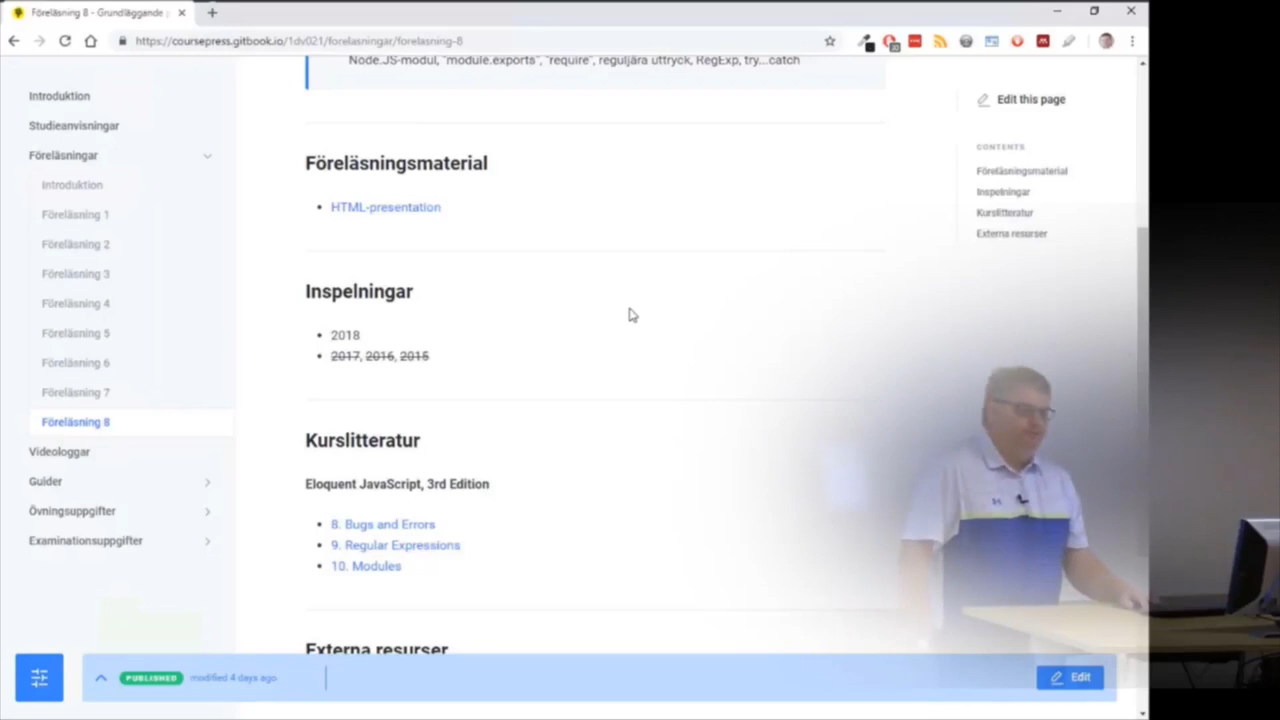 Föreläsning 8 - Grundläggande
https://coursepress.gitbook.io/1dv021/forelasningar/forelasning-8
Node.JS-modul, "module.exports", "require", reguljära uttryck, RegExp, try...catch
Introduktion
Studieanvisningar
Föreläsningar
Introduktion
Föreläsning 1
Föreläsning 2
Föreläsning 3
Föreläsning 4
Föreläsning 5
Föreläsning 6
Föreläsning 7
Föreläsning 8
Videologgar
Guider
Övningsuppgifter
Examinationsuppgifter
Föreläsningsmaterial
HTML-presentation
Inspelningar
2018
2017, 2016, 2015
Kurslitteratur
Eloquent JavaScript, 3rd Edition
8. Bugs and Errors
9. Regular Expressions
10. Modules
Externa resurser
Edit this page
CONTENTS
Föreläsningsmaterial
Inspelningar
Kurslitteratur
Externa resurser
PUBLISHED modified 4 days ago
Edit